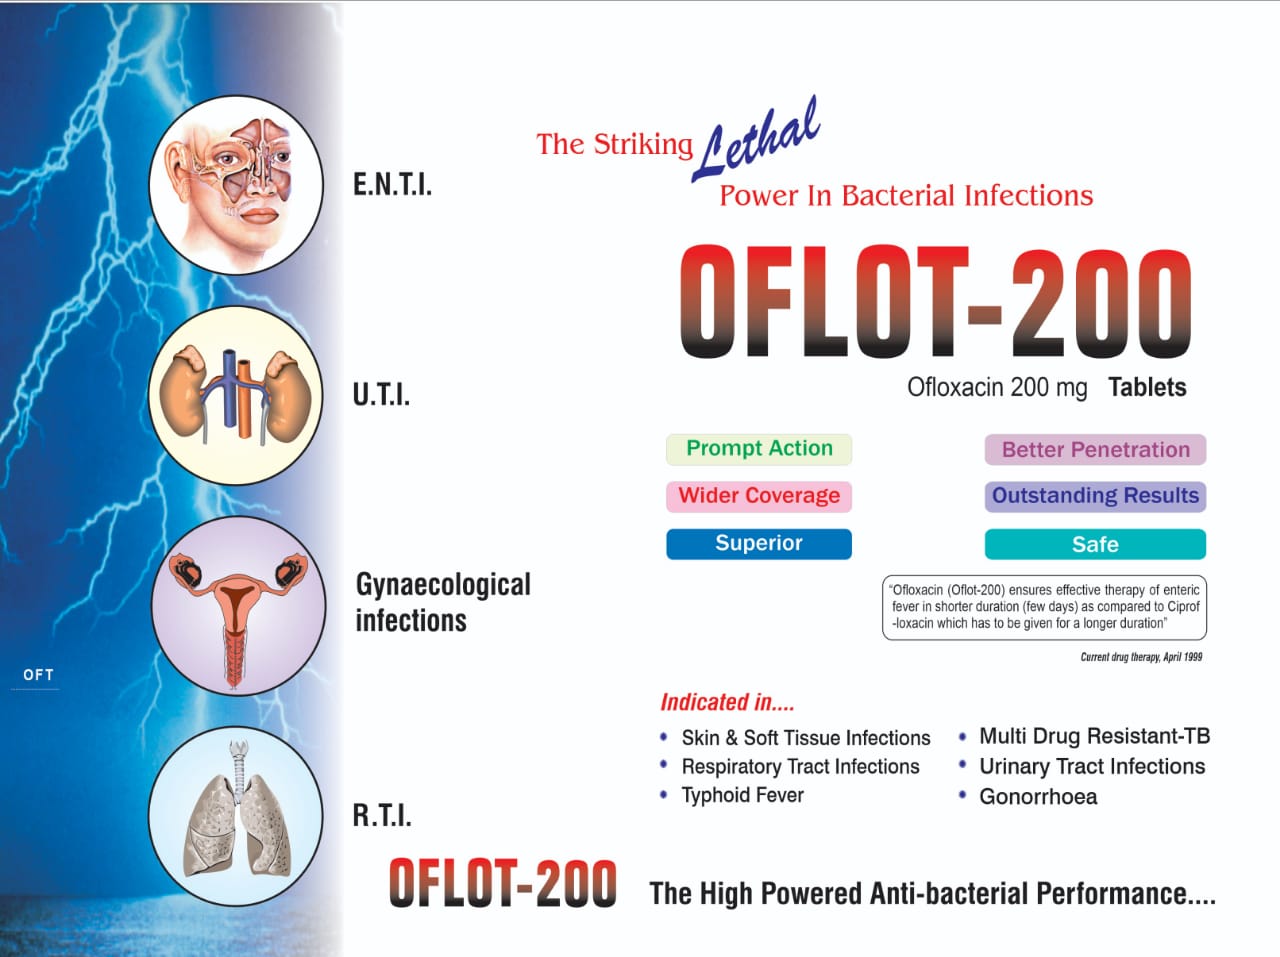 The Striking Lethal
Power In Bacterial Infections
OFLOT-200
Ofloxacin 200 mg Tablets
E.N.T.I.
U.T.I.
Gynaecological
infections
R.T.I.
OFT
Prompt Action
Better Penetration
Wider Coverage
Outstanding Results
Superior
Safe
"Ofloxacin (Oflot-200) ensures effective therapy of enteric
fever in shorter duration (few days) as compared to Ciprof
-loxacin which has to be given for a longer duration"
Current drug therapy, April 1999
Indicated in....
• Skin & Soft Tissue Infections
• Respiratory Tract Infections
• Typhoid Fever
• Multi Drug Resistant-TB
• Urinary Tract Infections
• Gonorrhoea
OFLOT-200 The High Powered Anti-bacterial Performance....